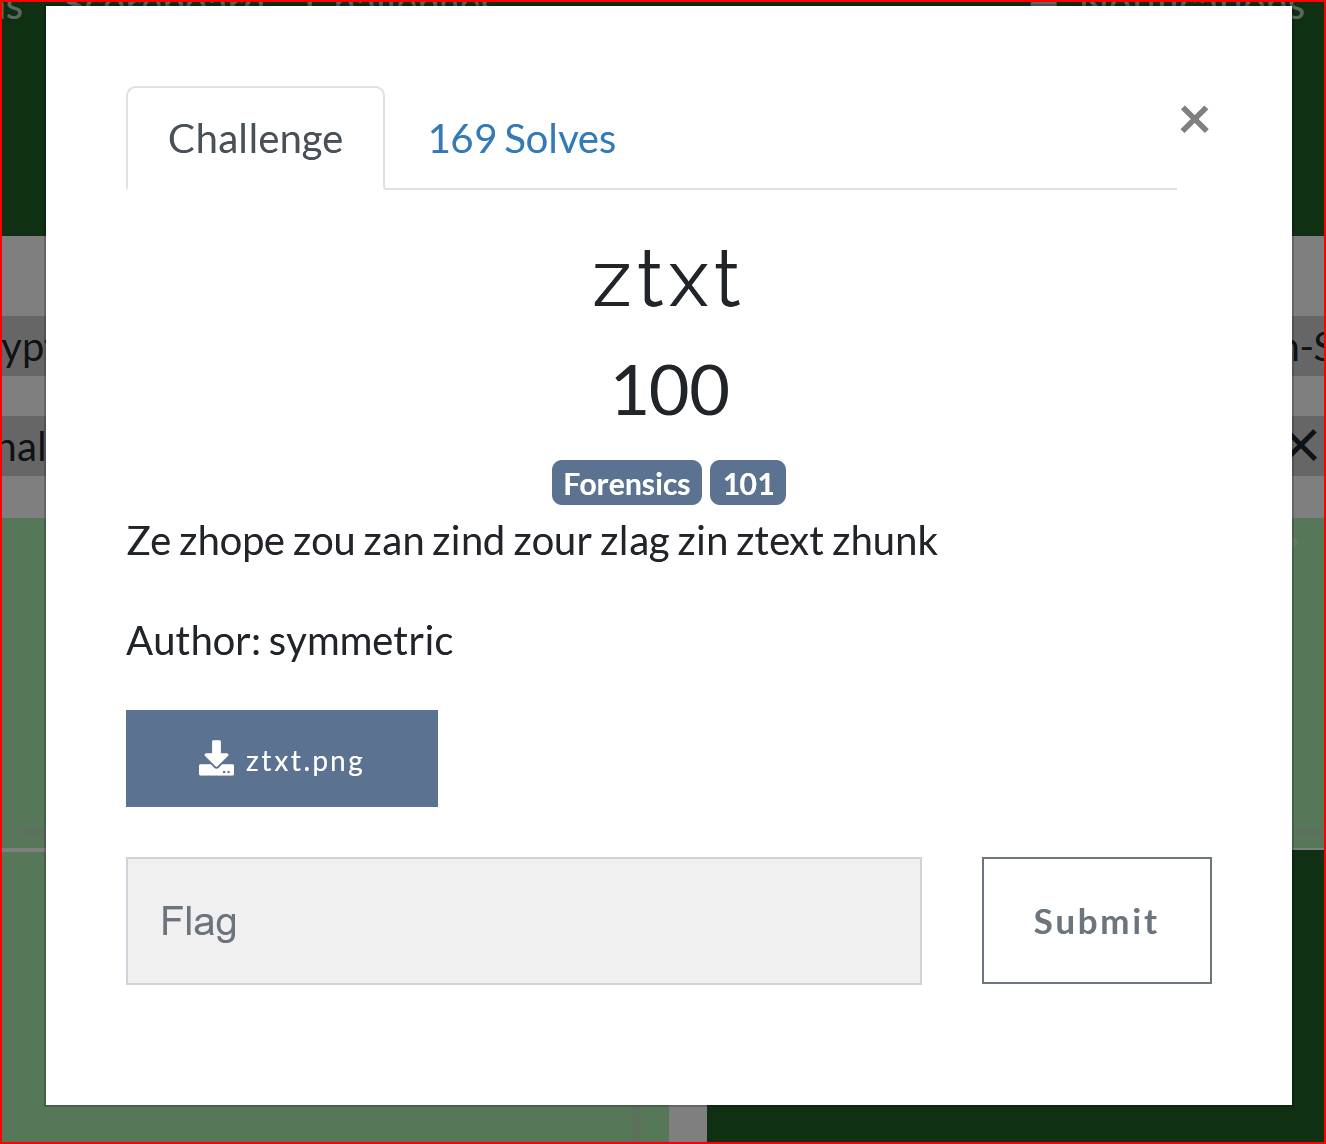 Challenge
169 Solves
×
ztxt
100
Forensics 101
Ze zhope zou zan zind zour zlag zin ztext zhunk
Author: symmetric
ztxt.png
Flag
Submit